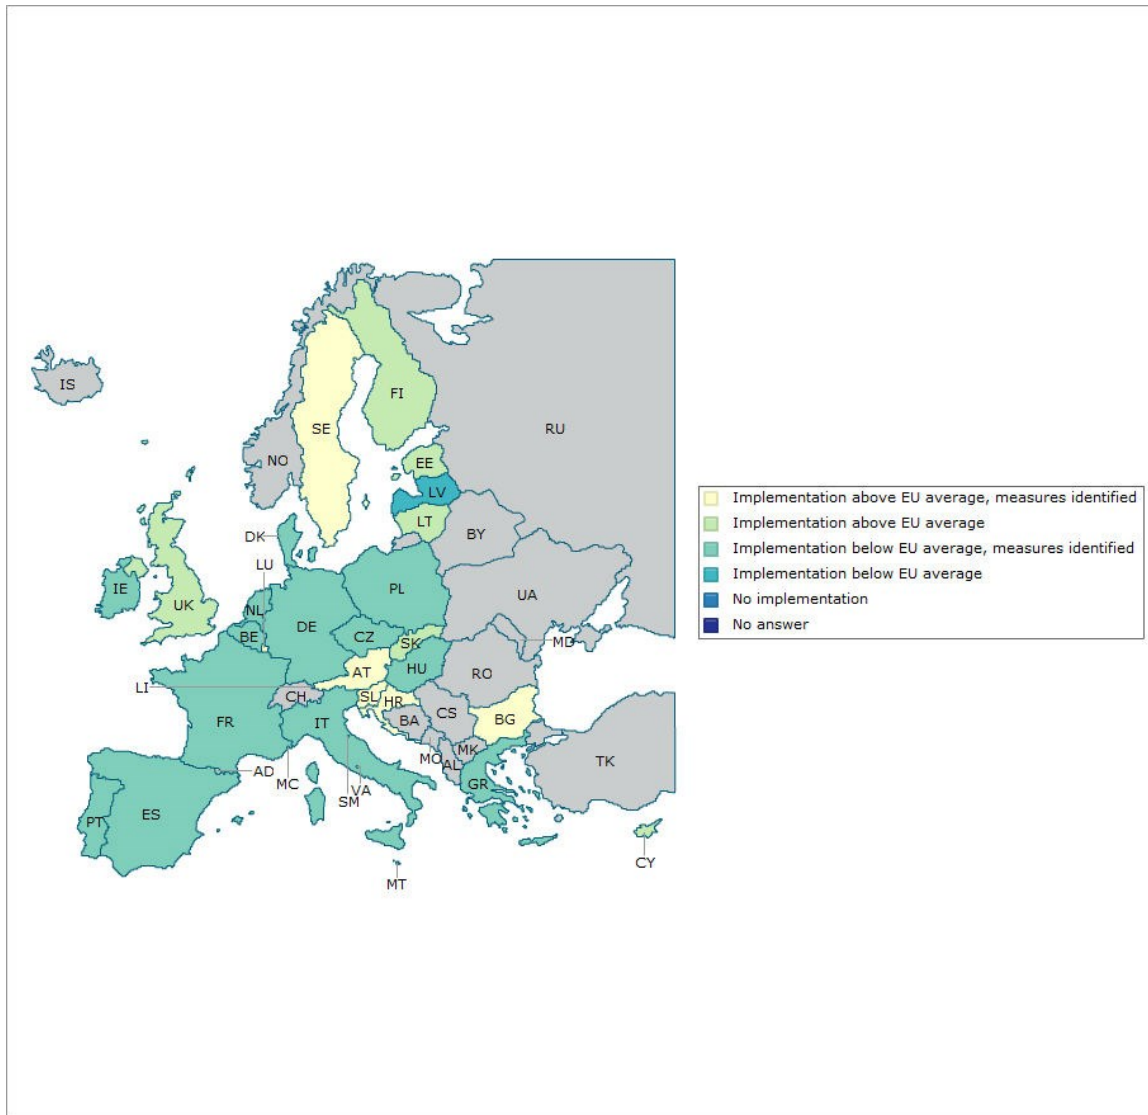 IS
FI
SE
RU
NO
EE
LV
LT
DK
BY
LU
IE
PL
UA
UK
NL
DE
BE
CZ
MD
SK
AT
HU
RO
LI
CH
SL
HR
CS
FR
IT
BA
BG
MO
MK
AL
TK
AD
MC
VA
SM
GR
PT
ES
CY
MT
Implementation above EU average, measures identified
Implementation above EU average
Implementation below EU average, measures identified
Implementation below EU average
No implementation
No answer